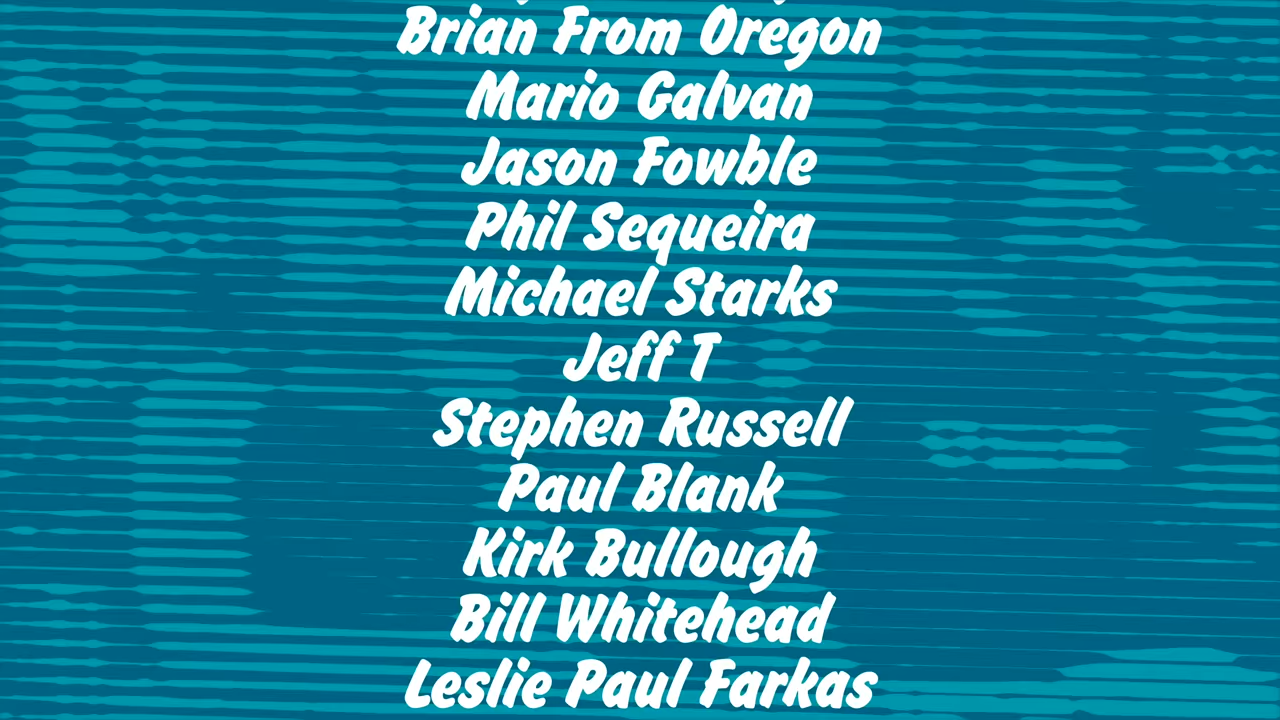 Brian From Oregon
Mario Galvan
Jason Fowble
Phil Sequeira
Michael Starks
Jeff T
Stephen Russell
Paul Blank
Kirk Bullough
Bill Whitehead
Leslie Paul Farkas